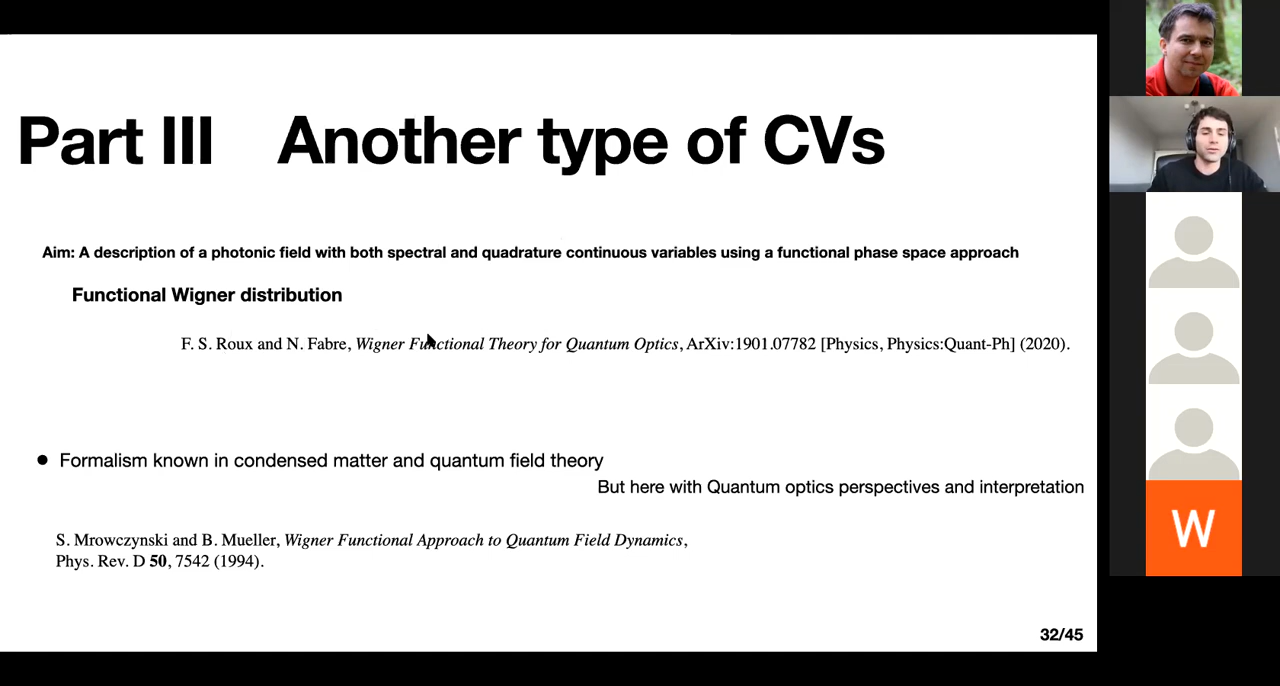 Part III Another type of CVs
Aim: A description of a photonic field with both spectral and quadrature continuous variables using a functional phase space approach
Functional Wigner distribution
F. S. Roux and N. Fabre, Wigner Functional Theory for Quantum Optics, ArXiv:1901.07782 [Physics, Physics:Quant-Ph] (2020).
● Formalism known in condensed matter and quantum field theory
But here with Quantum optics perspectives and interpretation
S. Mrowczynski and B. Mueller, Wigner Functional Approach to Quantum Field Dynamics,
Phys. Rev. D 50, 7542 (1994).
32/45
W